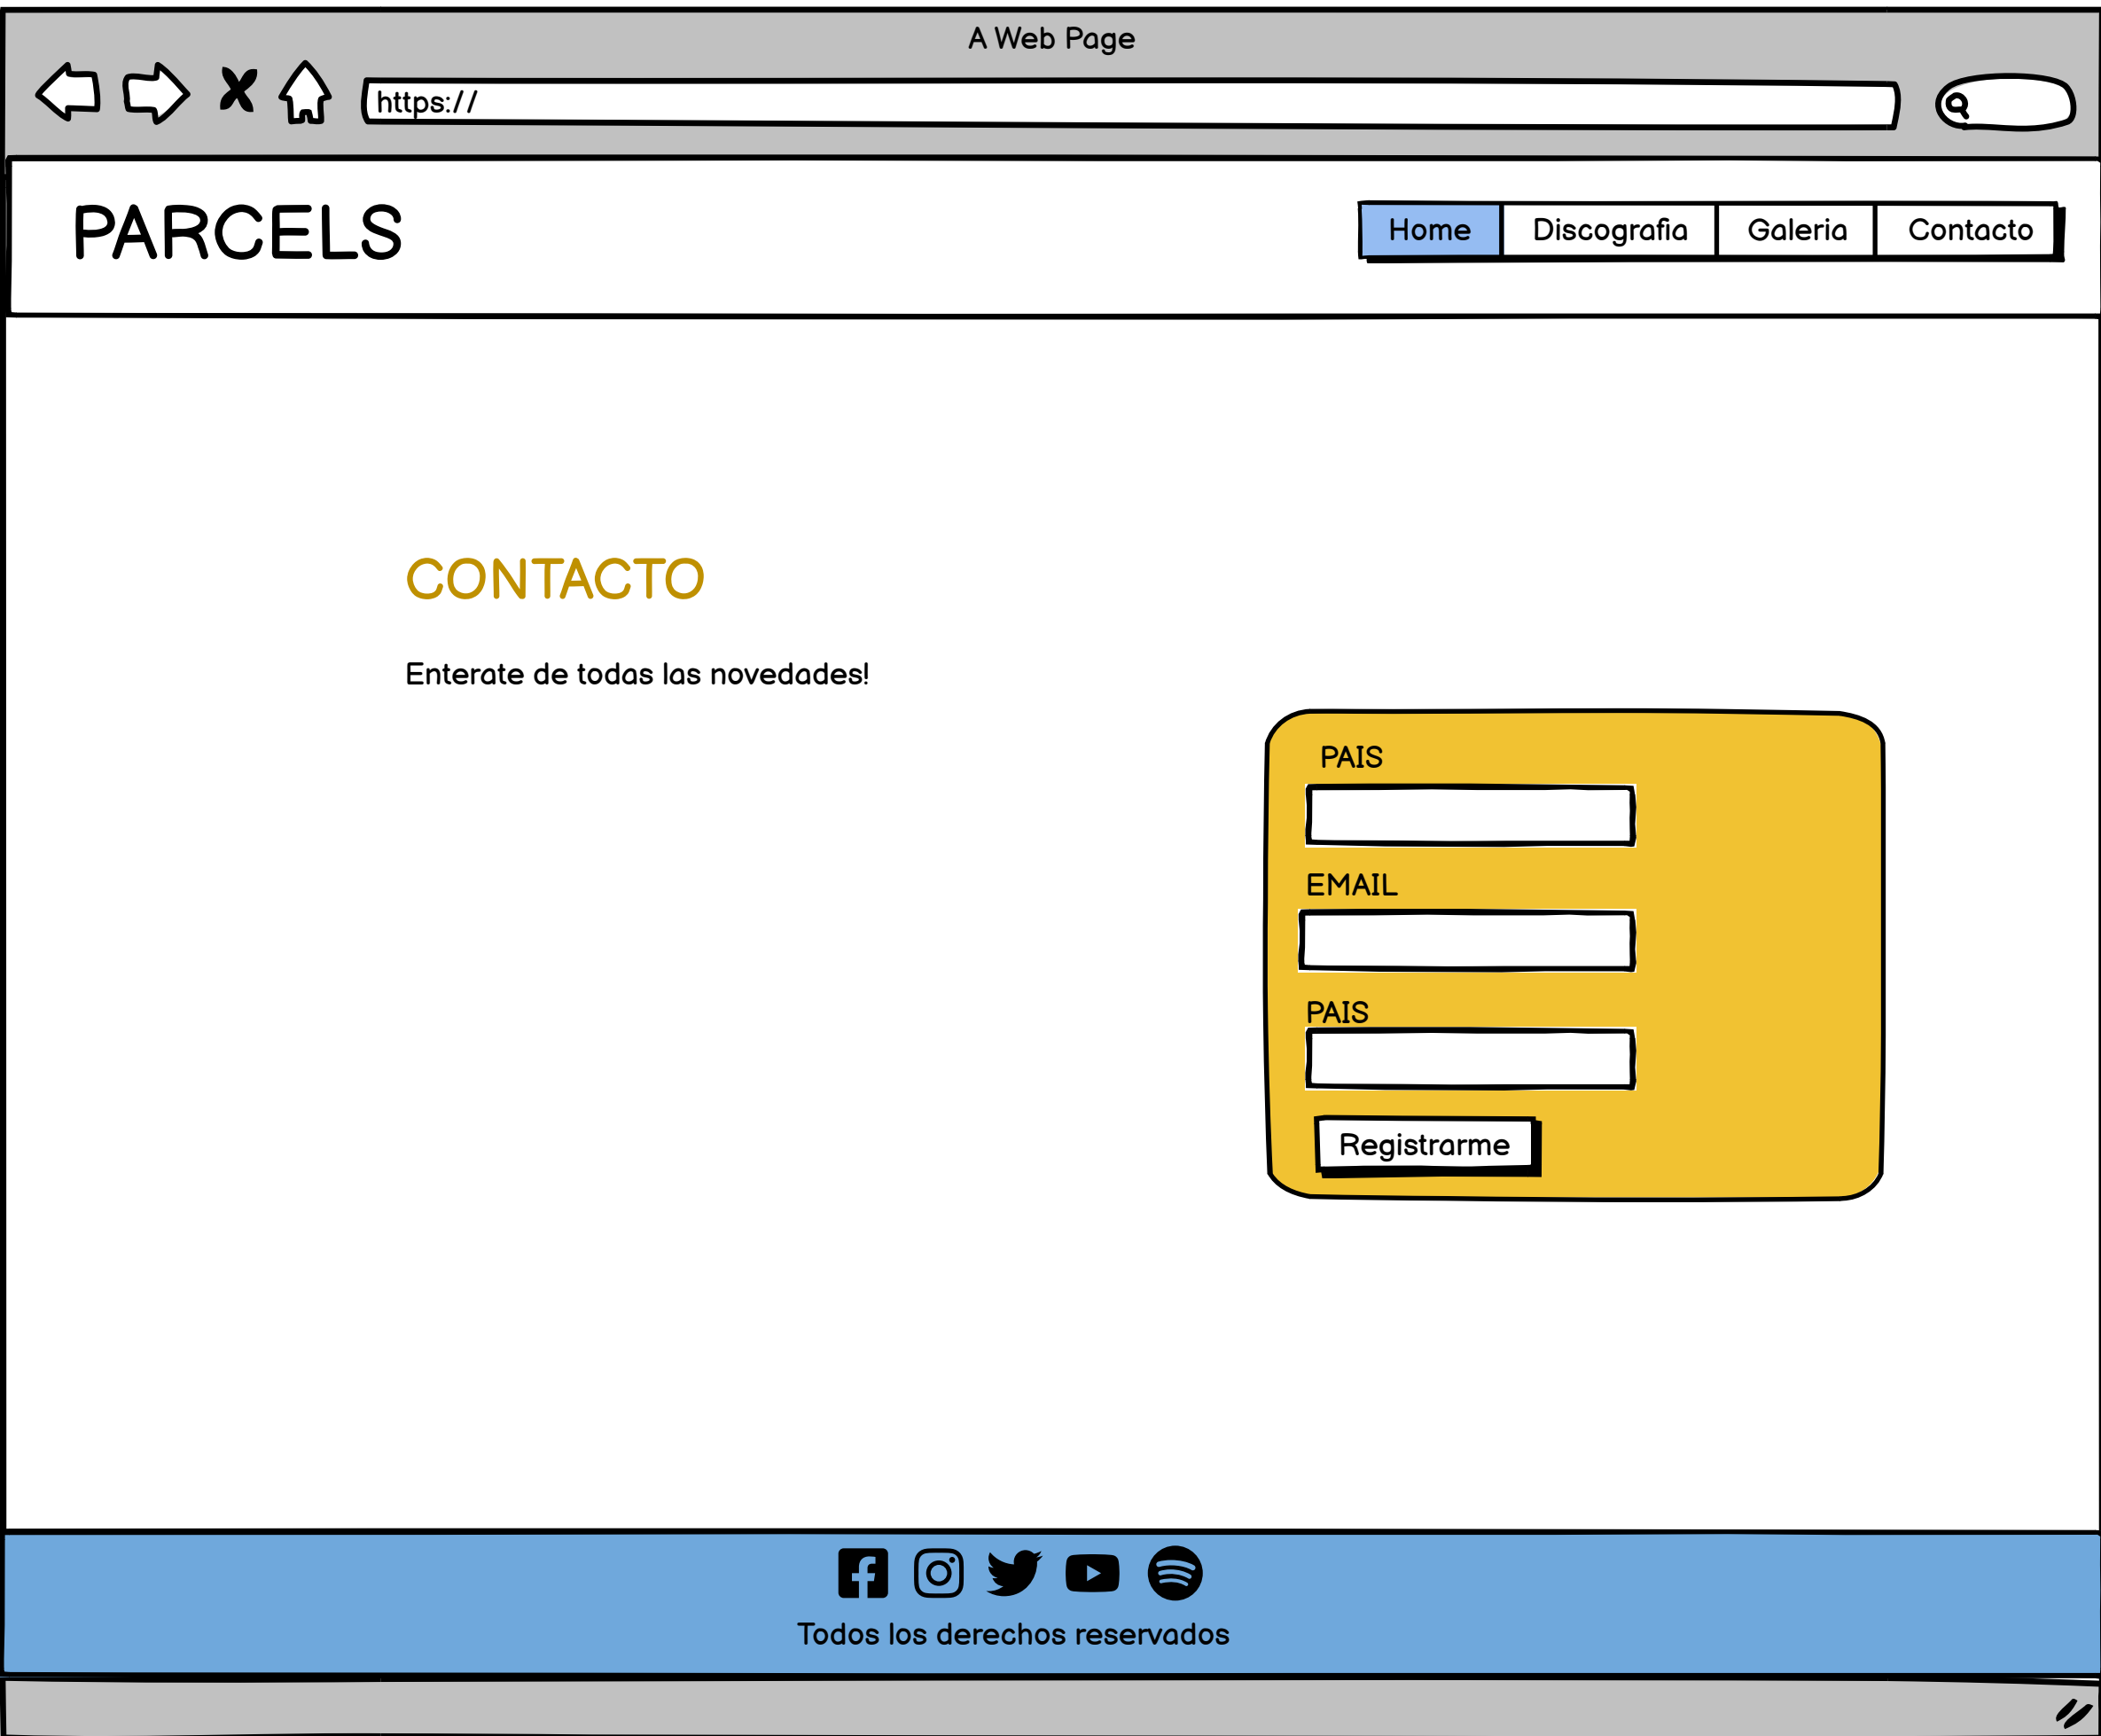 A Web Page
https://
PARCELS
Home Discografia Galeria Contacto
CONTACTO
Enterate de todas las novedades!
PAIS
EMAIL
PAIS
Registrarme
Todos los derechos reservados